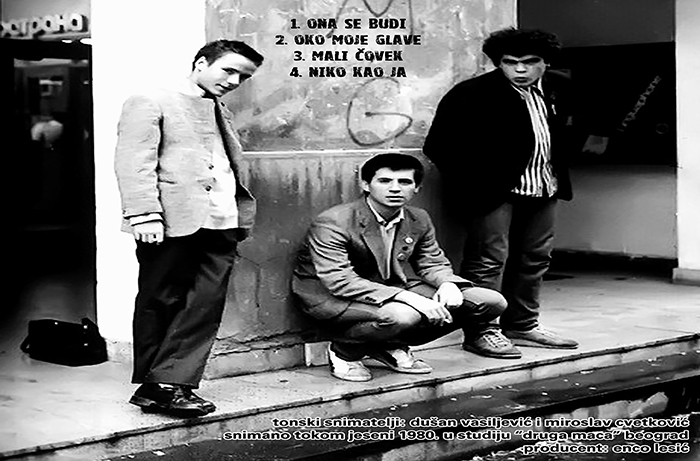 страна
1. ONA SE BUDI
2. OKO MOJE GLAVE
3. MALI ČOVEK
4. NIKO KAO JA
G
tonski snimatelji: dušan vasiljević i miroslav cvetković
snimano tokom jeseni 1980. u studiju "druga maca" beograd
producent: enco lesić